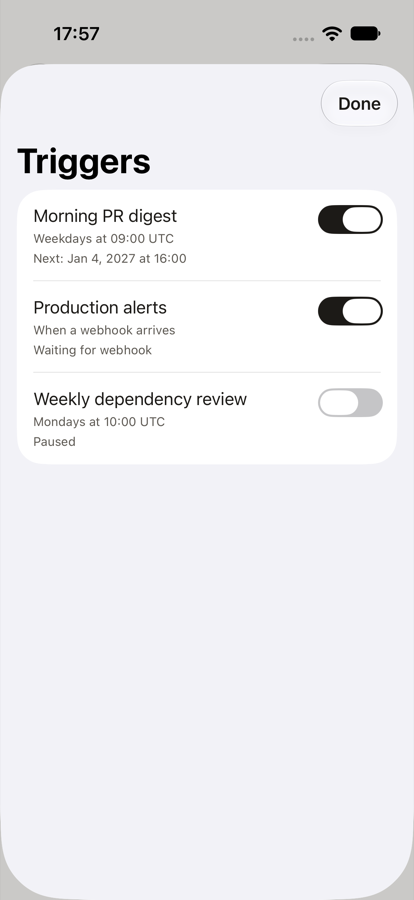 17:57
Done
Triggers
Morning PR digest
Weekdays at 09:00 UTC
Next: Jan 4, 2027 at 16:00
Production alerts
When a webhook arrives
Waiting for webhook
Weekly dependency review
Mondays at 10:00 UTC
Paused